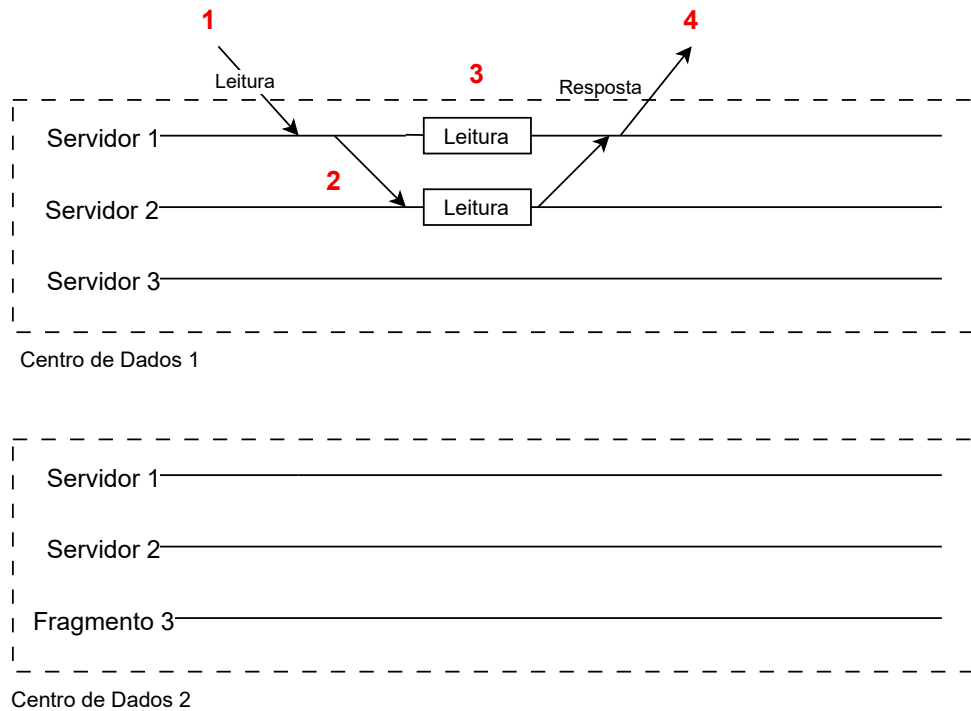 1
4
Leitura
3
Resposta
Servidor 1
Leitura
2
Servidor 2
Leitura
Servidor 3
Centro de Dados 1
Servidor 1
Servidor 2
Fragmento 3
Centro de Dados 2